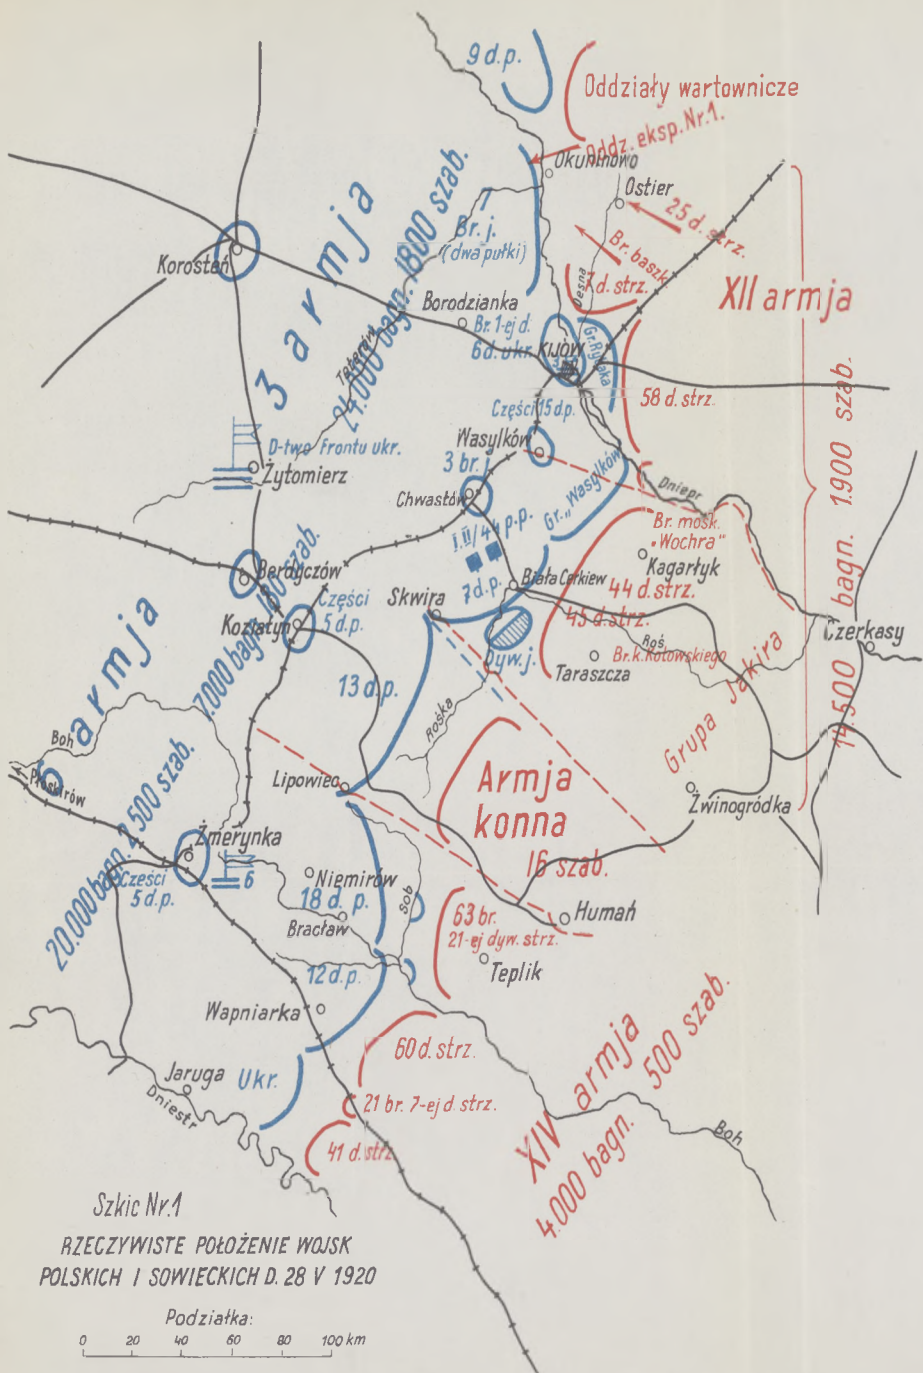 9 d.p.
Oddziały wartownicze
Oddz. eksp. Nr.1.
Okuninowo
Ostier
25 d. strz.
7
Br. j.
(dwa pułki)
Br. baszk.
Desna
7 d. strz.
XII armja
14.500 bagn. 1.900 szab.
3 armja
24.000 bagn. 1800 szab.
Korosteń
Borodzianka
Br. 1-ej d.
6 d. ukr.
KIJÓW
Gr. Rybaka
58 d. strz.
Teterów
D-two Frontu ukr.
Żytomierz
Części 15 d.p.
Wasylków
3 br. j.
Chwastów
Gr. „Wasylków"
Dniepr
Br. mosk.
„Wochra"
Kagarłyk
44 d. strz.
45 d. strz.
I.II/44 p.p.
7 d.p.
Biała Cerkiew
Skwira
Dyw. j.
Roś
Br. k. Kotowskiego
Taraszcza
Czerkasy
Grupa Jakira
Berdyczów
Koziatyn
Części
5 d.p.
7.000 bagn. 180 szab.
13 d.p.
Rośka
6 armja
20.000 bagn. 2.500 szab.
Boh
Płoskirów
Lipowiec
Armja
konna
16 szab.
Żwinogródka
Żmerynka
6
Części
5 d.p.
Niemirów
18 d. p.
Bracław
Sob
Humań
63 br.
21-ej dyw. strz.
Teplik
12 d.p.
Wapniarka
60 d. strz.
Jaruga
Ukr.
Dniestr
21 br. 7-ej d. strz.
41 d. strz.
XIV armja
4.000 bagn. 500 szab.
Boh
Szkic Nr.1
RZECZYWISTE POŁOŻENIE WOJSK
POLSKICH I SOWIECKICH D. 28 V 1920
Podziałka:
0 20 40 60 80 100 km